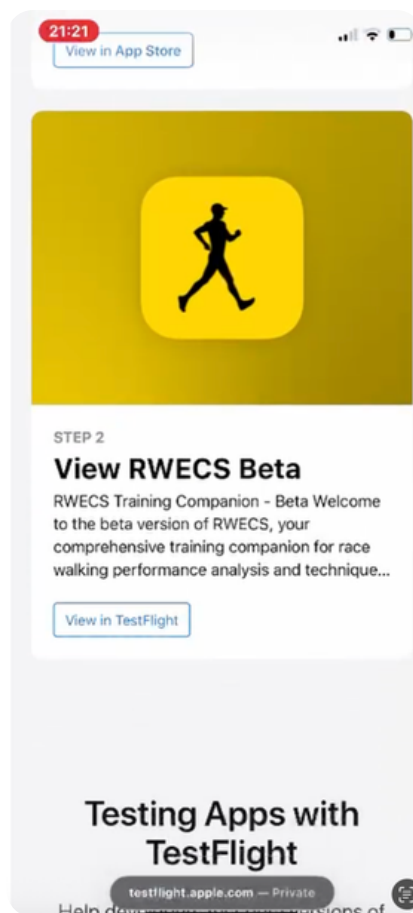 21:21
View in App Store
STEP 2
View RWECS Beta
RWECS Training Companion - Beta Welcome
to the beta version of RWECS, your
comprehensive training companion for race
walking performance analysis and technique...
View in TestFlight
Testing Apps with
TestFlight
testflight.apple.com — Private
Help of